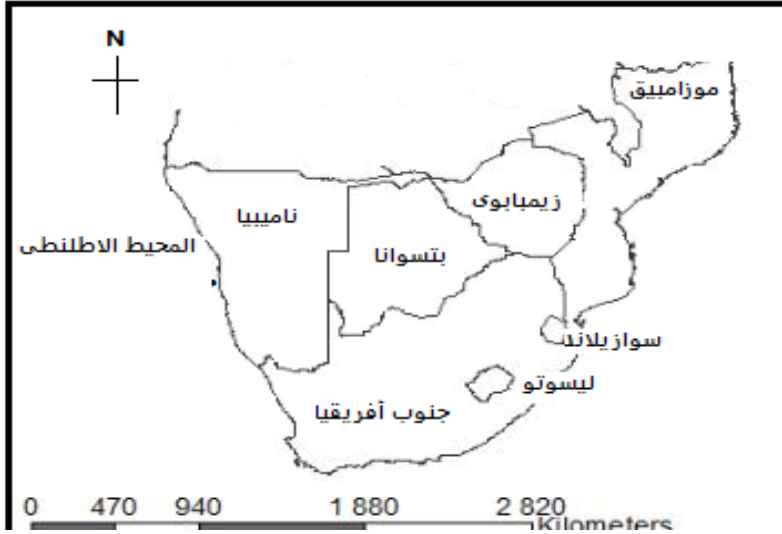 N
موزامبيق
زيمبابوى
ناميبيا
المحيط الاطلنطى
بتسوانا
سوازيلاند
ليسوتو
جنوب أفريقيا
0 470 940 1 880 2 820
Kilometers